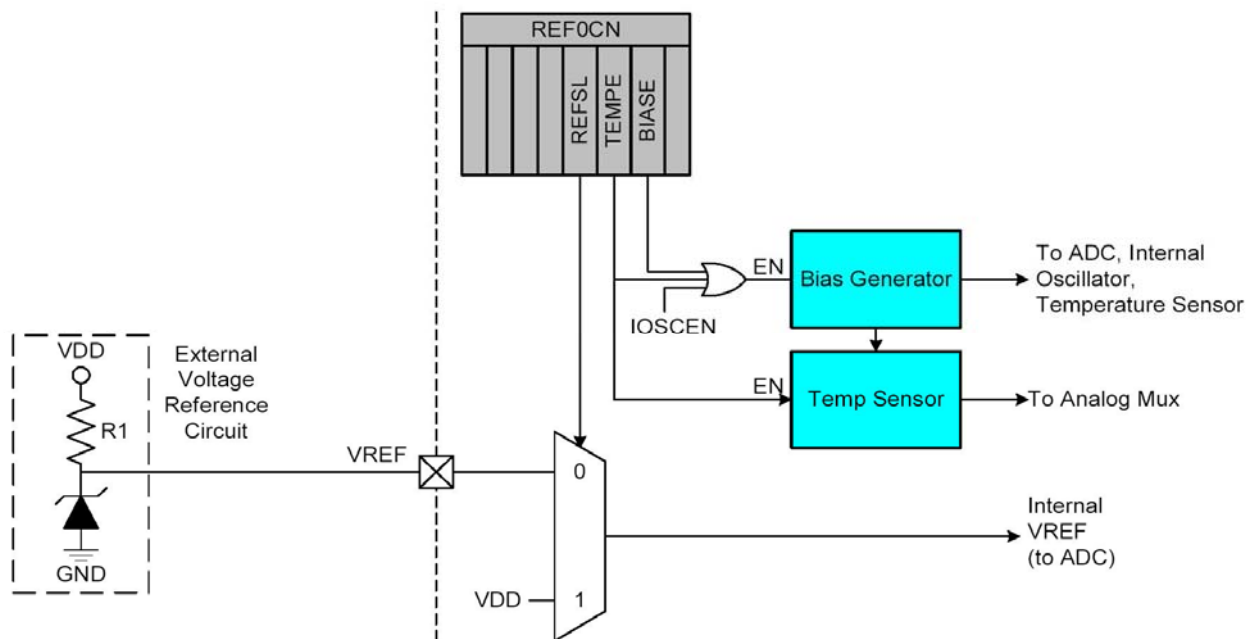 REF0CN
REFSL
TEMPE
BIASE
EN
Bias Generator
To ADC, Internal
Oscillator,
Temperature Sensor
IOSCEN
EN
Temp Sensor
To Analog Mux
VDD
R1
GND
External
Voltage
Reference
Circuit
VREF
0
1
VDD
Internal
VREF
(to ADC)